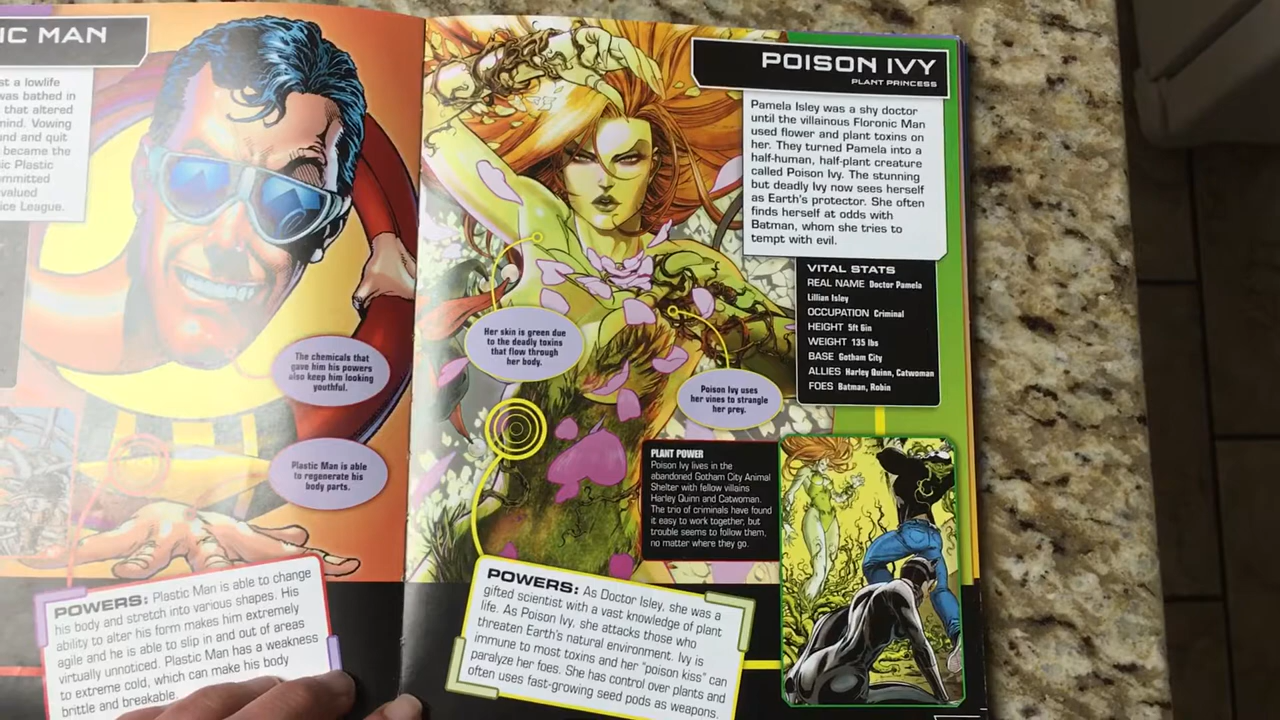 IC MAN
st a lowlife
was bathed in
that altered
mind. Vowing
und and quit
became the
ic Plastic
ommitted
valued
ice League.
The chemicals that
gave him his powers
also keep him looking
youthful.
Plastic Man is able
to regenerate his
body parts.
POWERS: Plastic Man is able to change
his body and stretch into various shapes. His
ability to alter his form makes him extremely
agile and he is able to slip in and out of areas
virtually unnoticed. Plastic Man has a weakness
to extreme cold, which can make his body
brittle and breakable.
POISON IVY
PLANT PRINCESS
Pamela Isley was a shy doctor
until the villainous Floronic Man
used flower and plant toxins on
her. They turned Pamela into a
half-human, half-plant creature
called Poison Ivy. The stunning
but deadly Ivy now sees herself
as Earth's protector. She often
finds herself at odds with
Batman, whom she tries to
tempt with evil.
VITAL STATS
REAL NAME Doctor Pamela
Lillian Isley
OCCUPATION Criminal
HEIGHT 5ft 6in
WEIGHT 135 lbs
BASE Gotham City
ALLIES Harley Quinn, Catwoman
FOES Batman, Robin
Her skin is green due
to the deadly toxins
that flow through
her body.
Poison Ivy uses
her vines to strangle
her prey.
PLANT POWER
Poison Ivy lives in the
abandoned Gotham City Animal
Shelter with fellow villains
Harley Quinn and Catwoman.
The trio of criminals have found
it easy to work together, but
trouble seems to follow them,
no matter where they go.
POWERS: As Doctor Isley, she was a
gifted scientist with a vast knowledge of plant
life. As Poison Ivy, she attacks those who
threaten Earth's natural environment. Ivy is
immune to most toxins and her "poison kiss" can
paralyze her foes. She has control over plants and
often uses fast-growing seed pods as weapons.